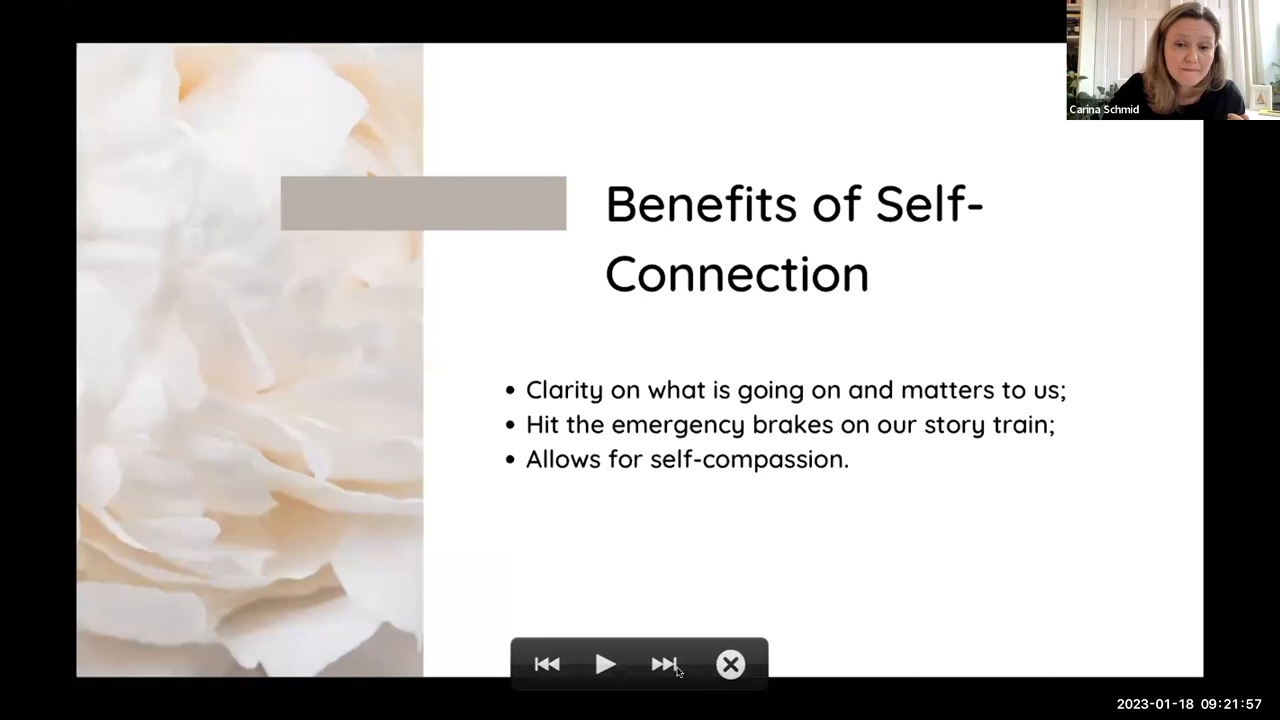 Carina Schmid
Benefits of Self-
Connection
• Clarity on what is going on and matters to us;
• Hit the emergency brakes on our story train;
• Allows for self-compassion.
2023-01-18 09:21:57